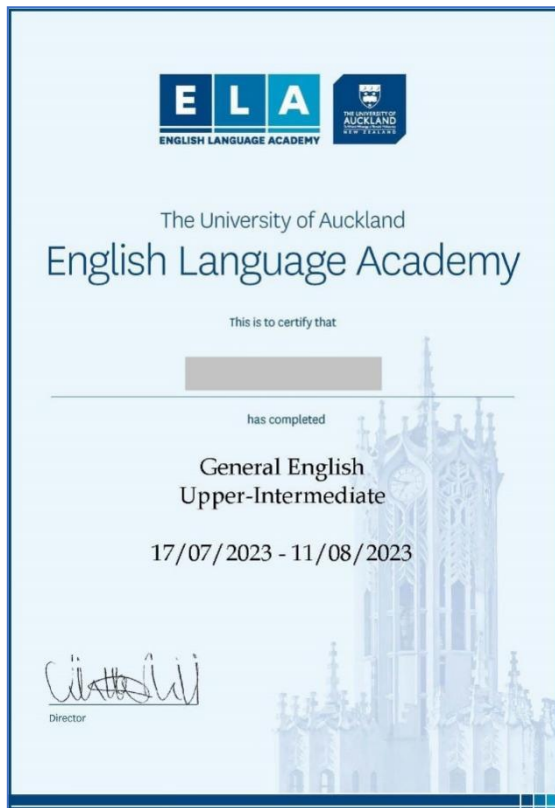 E L A
ENGLISH LANGUAGE ACADEMY
THE UNIVERSITY OF
AUCKLAND
NEW ZEALAND
The University of Auckland
English Language Academy
This is to certify that
has completed
General English
Upper-Intermediate
17/07/2023 - 11/08/2023
Director